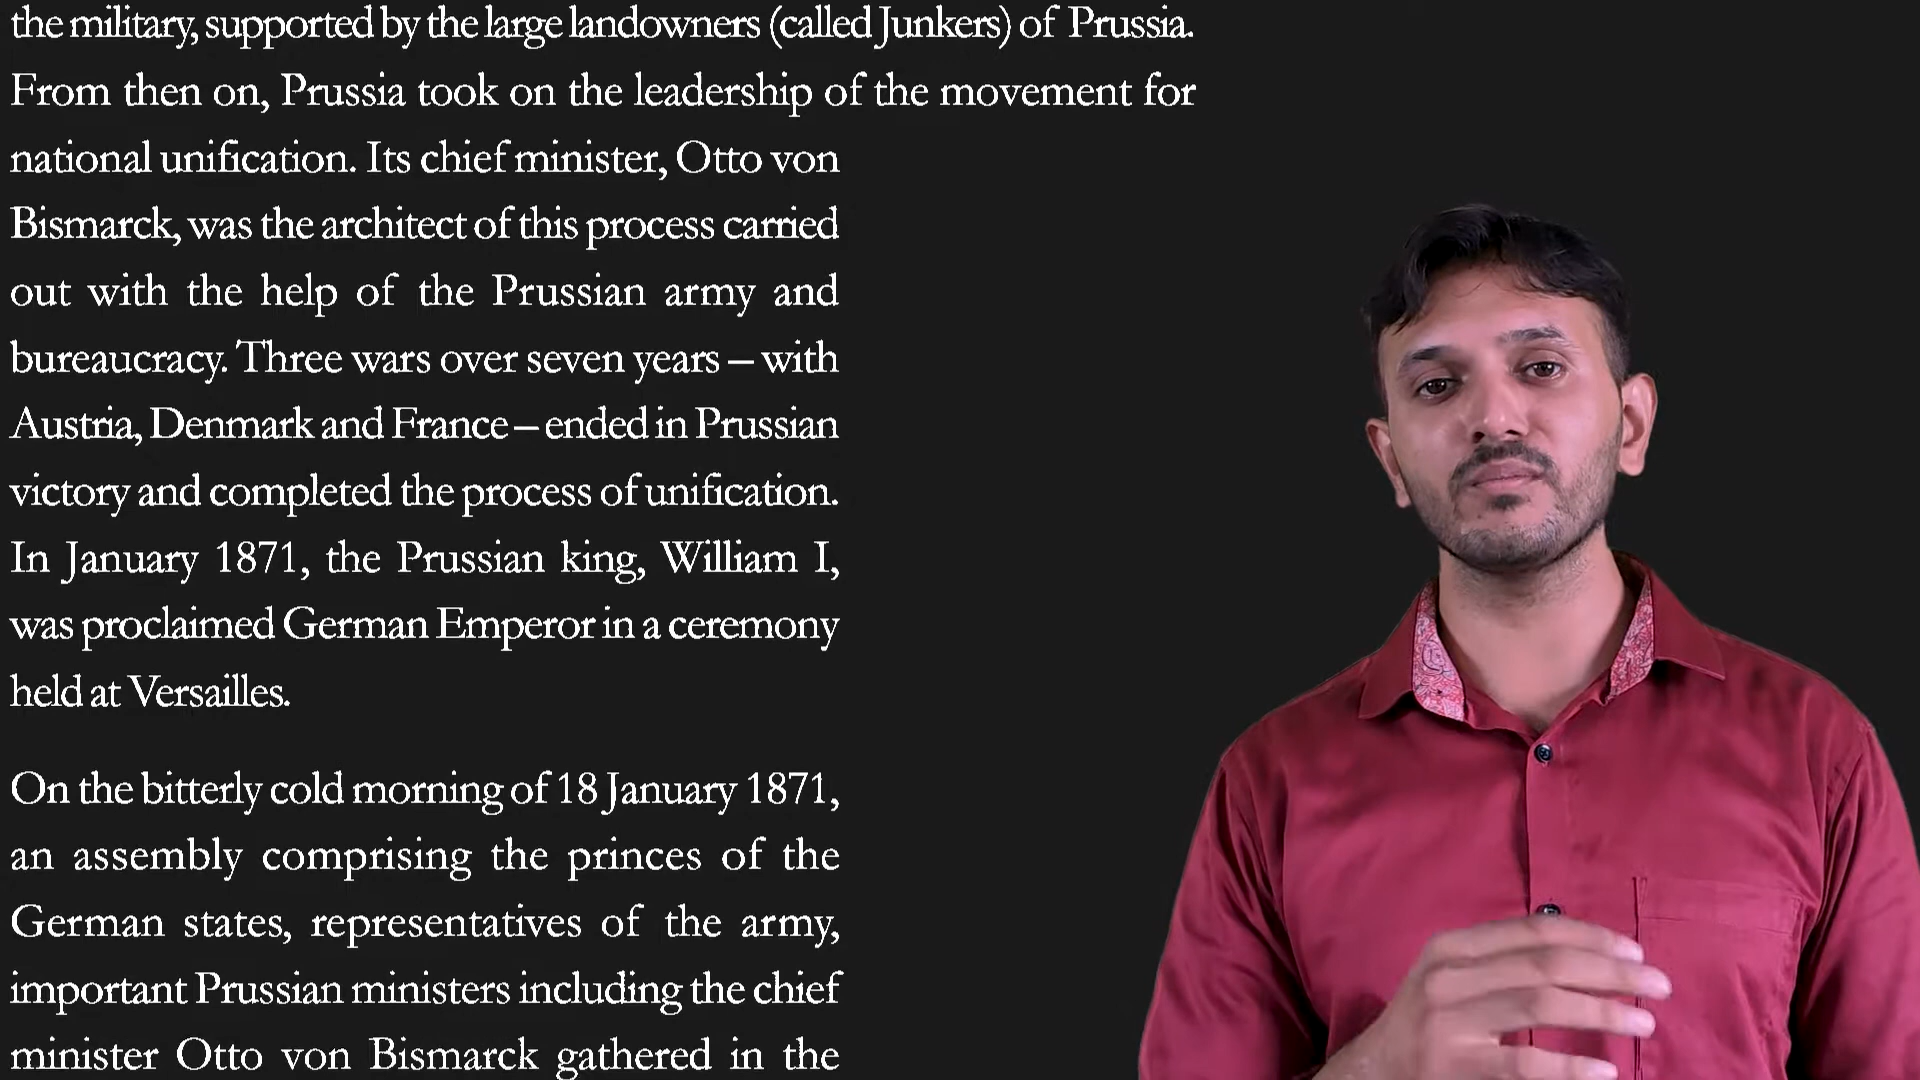 the military, supported by the large landowners (called Junkers) of Prussia.
From then on, Prussia took on the leadership of the movement for
national unification. Its chief minister, Otto von
Bismarck, was the architect of this process carried
out with the help of the Prussian army and
bureaucracy. Three wars over seven years – with
Austria, Denmark and France – ended in Prussian
victory and completed the process of unification.
In January 1871, the Prussian king, William I,
was proclaimed German Emperor in a ceremony
held at Versailles.
On the bitterly cold morning of 18 January 1871,
an assembly comprising the princes of the
German states, representatives of the army,
important Prussian ministers including the chief
minister Otto von Bismarck gathered in the